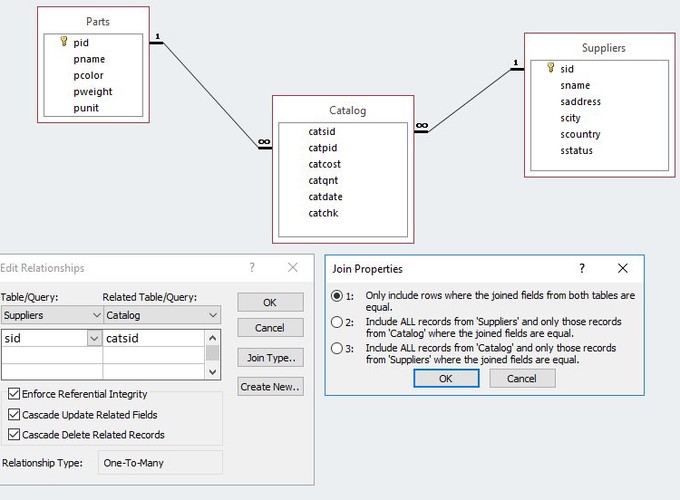 Parts
pid
pname
pcolor
pweight
punit
1
∞
Catalog
catsid
catpid
catcost
catqnt
catdate
catchk
∞
1
Suppliers
sid
sname
saddress
scity
scountry
sstatus
Edit Relationships ?
Table/Query: Related Table/Query:
Suppliers Catalog
sid catsid
OK
Cancel
Join Type..
Create New..
Enforce Referential Integrity
Cascade Update Related Fields
Cascade Delete Related Records
Relationship Type: One-To-Many
Join Properties ?
1: Only include rows where the joined fields from both tables are
equal.
2: Include ALL records from 'Suppliers' and only those records
from 'Catalog' where the joined fields are equal.
3: Include ALL records from 'Catalog' and only those records
from 'Suppliers' where the joined fields are equal.
OK Cancel